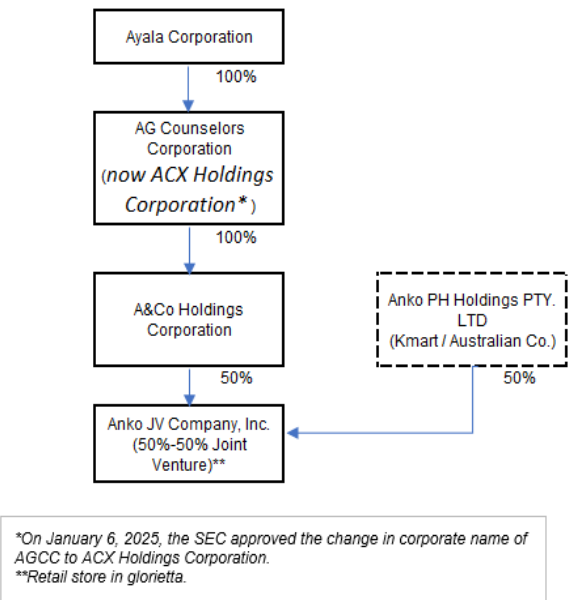 Ayala Corporation
100%
AG Counselors
Corporation
(now ACX Holdings
Corporation* )
100%
A&Co Holdings
Corporation
Anko PH Holdings PTY.
LTD
(Kmart / Australian Co.)
50%
50%
Anko JV Company, Inc.
(50%-50% Joint
Venture)**
*On January 6, 2025, the SEC approved the change in corporate name of
AGCC to ACX Holdings Corporation.
**Retail store in glorietta.